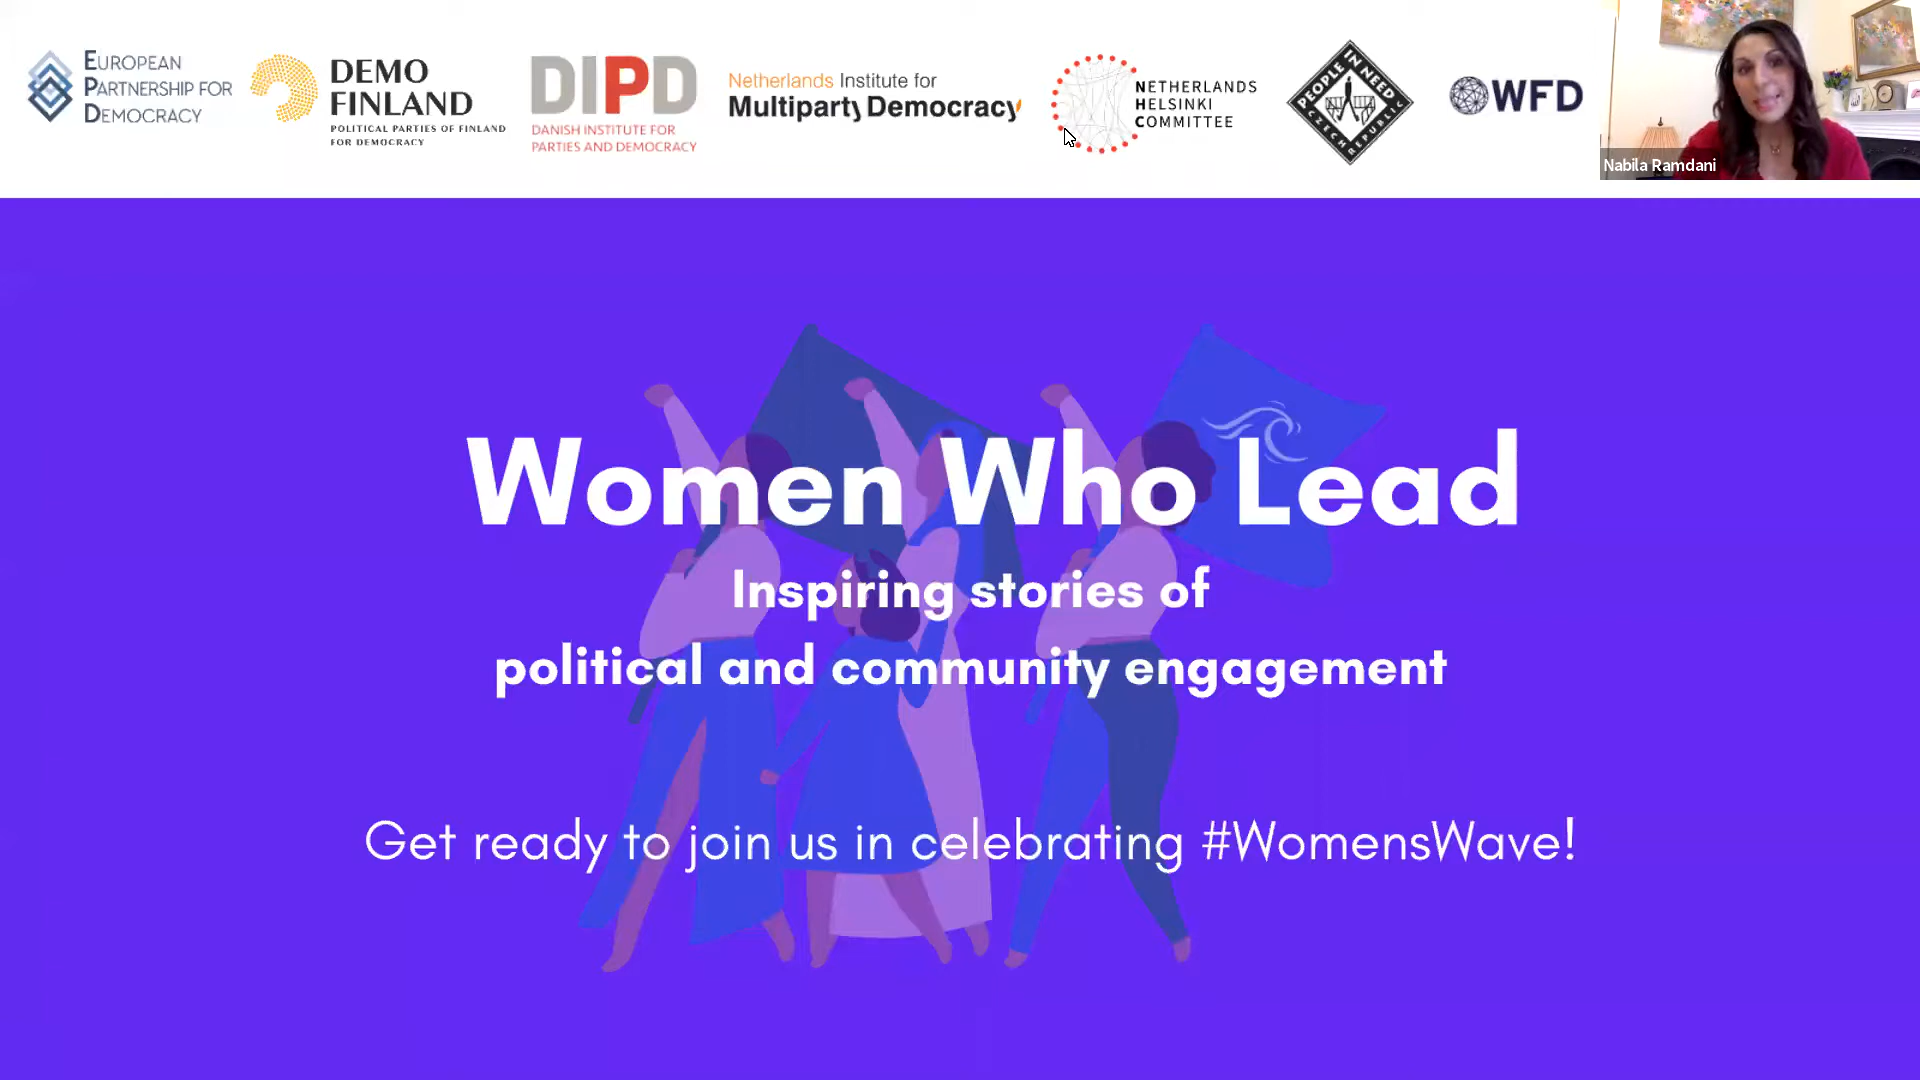 EUROPEAN
PARTNERSHIP FOR
DEMOCRACY
DEMO
FINLAND
POLITICAL PARTIES OF FINLAND
FOR DEMOCRACY
DIPD
DANISH INSTITUTE FOR
PARTIES AND DEMOCRACY
Netherlands Institute for
Multiparty Democracy
NETHERLANDS
HELSINKI
COMMITTEE
PEOPLE IN NEED
CZECH REPUBLIC
WFD
Nabila Ramdani
Women Who Lead
Inspiring stories of
political and community engagement
Get ready to join us in celebrating #WomensWave!